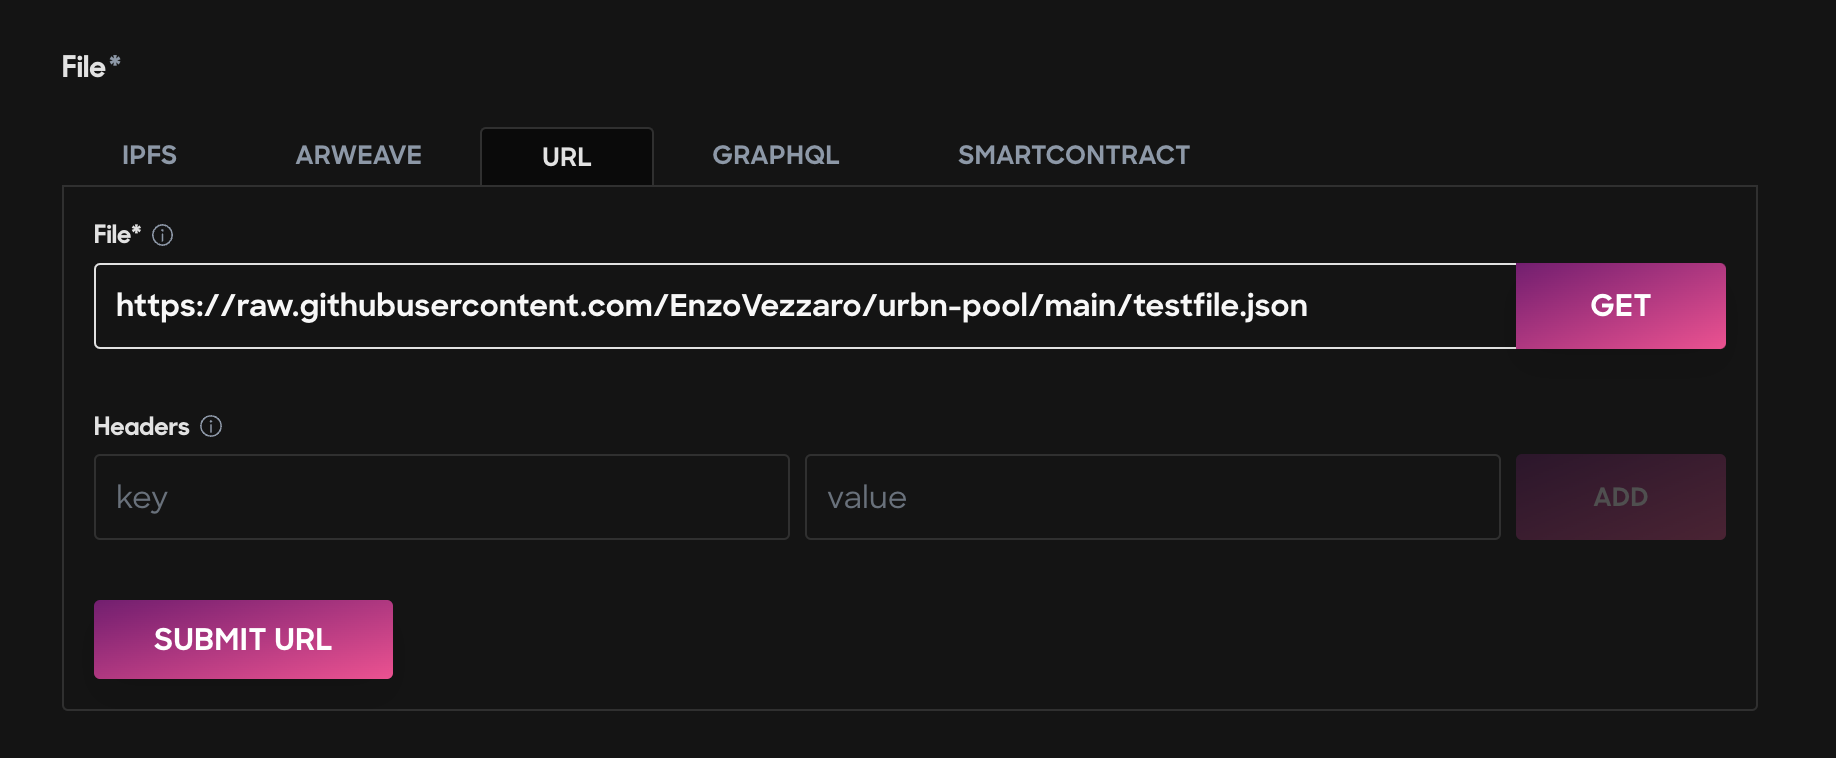 File*
IPFS ARWEAVE URL GRAPHQL SMARTCONTRACT
File*
https://raw.githubusercontent.com/EnzoVezzaro/urbn-pool/main/testfile.json GET
Headers
key value ADD
SUBMIT URL